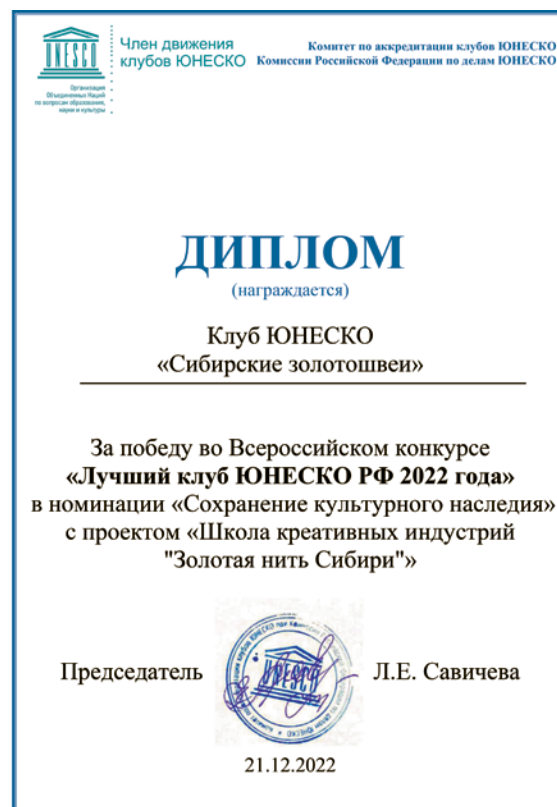 UNESCO
Организация
Объединенных Наций
по вопросам образования,
науки и культуры
Член движения
клубов ЮНЕСКО
Комитет по аккредитации клубов ЮНЕСКО
Комиссии Российской Федерации по делам ЮНЕСКО
ДИПЛОМ
(награждается)
Клуб ЮНЕСКО
«Сибирские золотошвеи»
За победу во Всероссийском конкурсе
«Лучший клуб ЮНЕСКО РФ 2022 года»
в номинации «Сохранение культурного наследия»
с проектом «Школа креативных индустрий
"Золотая нить Сибири"»
Председатель
UNESCO
Л.Е. Савичева
21.12.2022